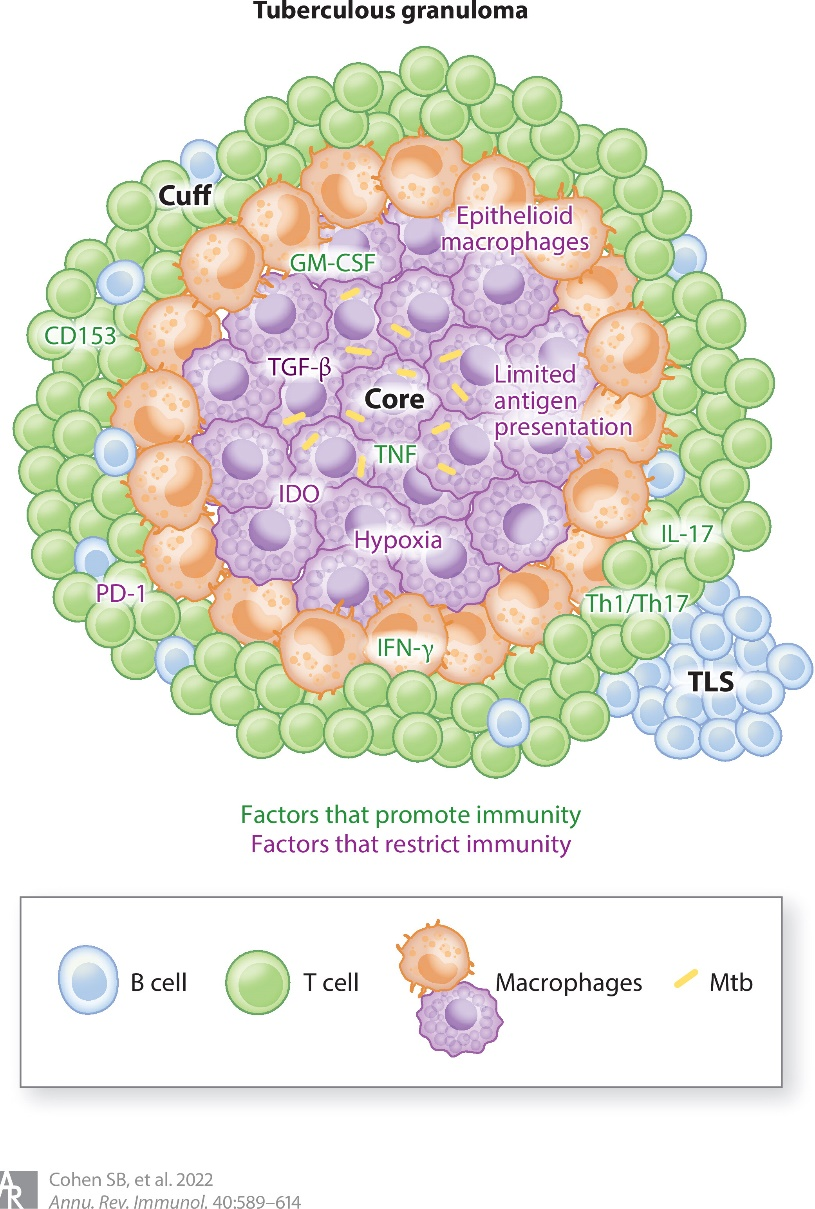 Tuberculous granuloma
Cuff
Epithelioid
macrophages
GM-CSF
CD153
TGF-β
Limited
antigen
presentation
Core
TNF
IDO
IL-17
Hypoxia
PD-1
Th1/Th17
IFN-γ
TLS
Factors that promote immunity
Factors that restrict immunity
B cell
T cell
Macrophages
Mtb
AR
Cohen SB, et al. 2022
Annu. Rev. Immunol. 40:589–614